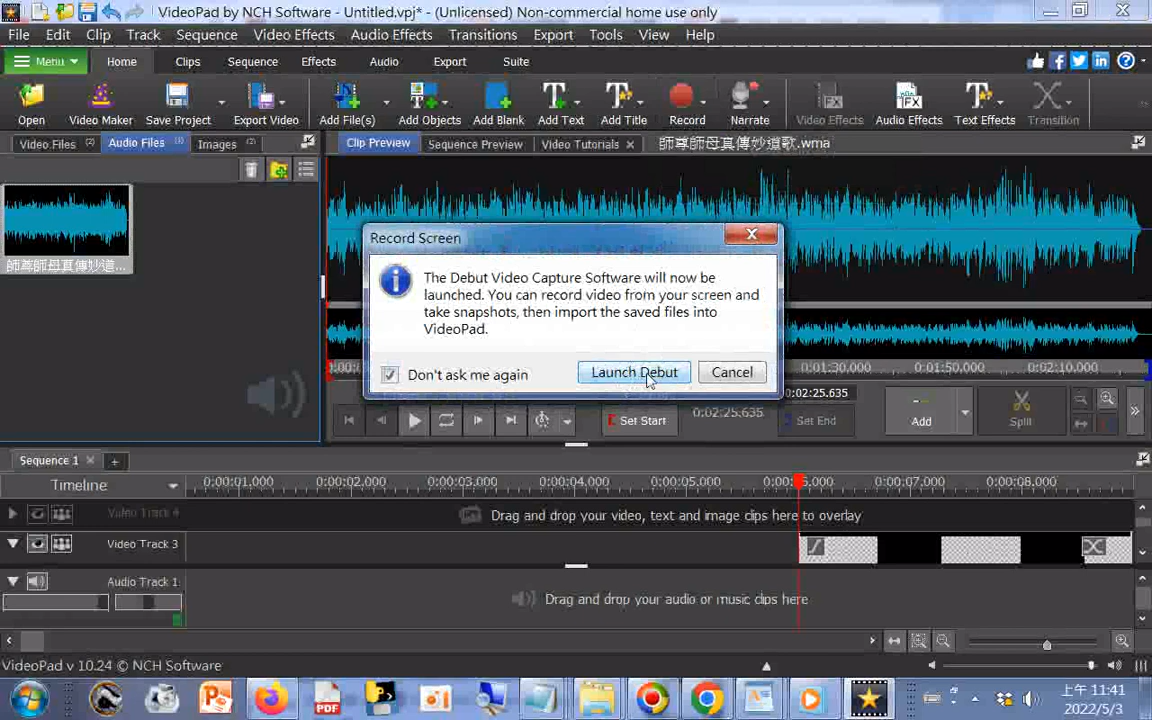 VideoPad by NCH Software - Untitled.vpj* - (Unlicensed) Non-commercial home use only
File Edit Clip Track Sequence Video Effects Audio Effects Transitions Export Tools View Help
Menu Home Clips Sequence Effects Audio Export Suite
Open Video Maker Save Project Export Video Add File(s) Add Objects Add Blank Add Text Add Title Record Narrate Video Effects Audio Effects Text Effects Transition
Video Files (2) Audio Files (1) Images (2) Clip Preview Sequence Preview Video Tutorials 師尊師母真傳妙道歌.wma
師尊師母真傳妙道...
Record Screen
The Debut Video Capture Software will now be
launched. You can record video from your screen and
take snapshots, then import the saved files into
VideoPad.
Don't ask me again Launch Debut Cancel
0:01:30.000 0:01:50.000 0:02:10.000
0:02:25.635
Set Start 0:02:25.635 Set End Add Split
Sequence 1
Timeline 0:00:01.000 0:00:02.000 0:00:03.000 0:00:04.000 0:00:05.000 0:00:07.000 0:00:08.000
Video Track 4 Drag and drop your video, text and image clips here to overlay
Video Track 3
Audio Track 1
Drag and drop your audio or music clips here
VideoPad v 10.24 © NCH Software
上午 11:41
2022/5/3